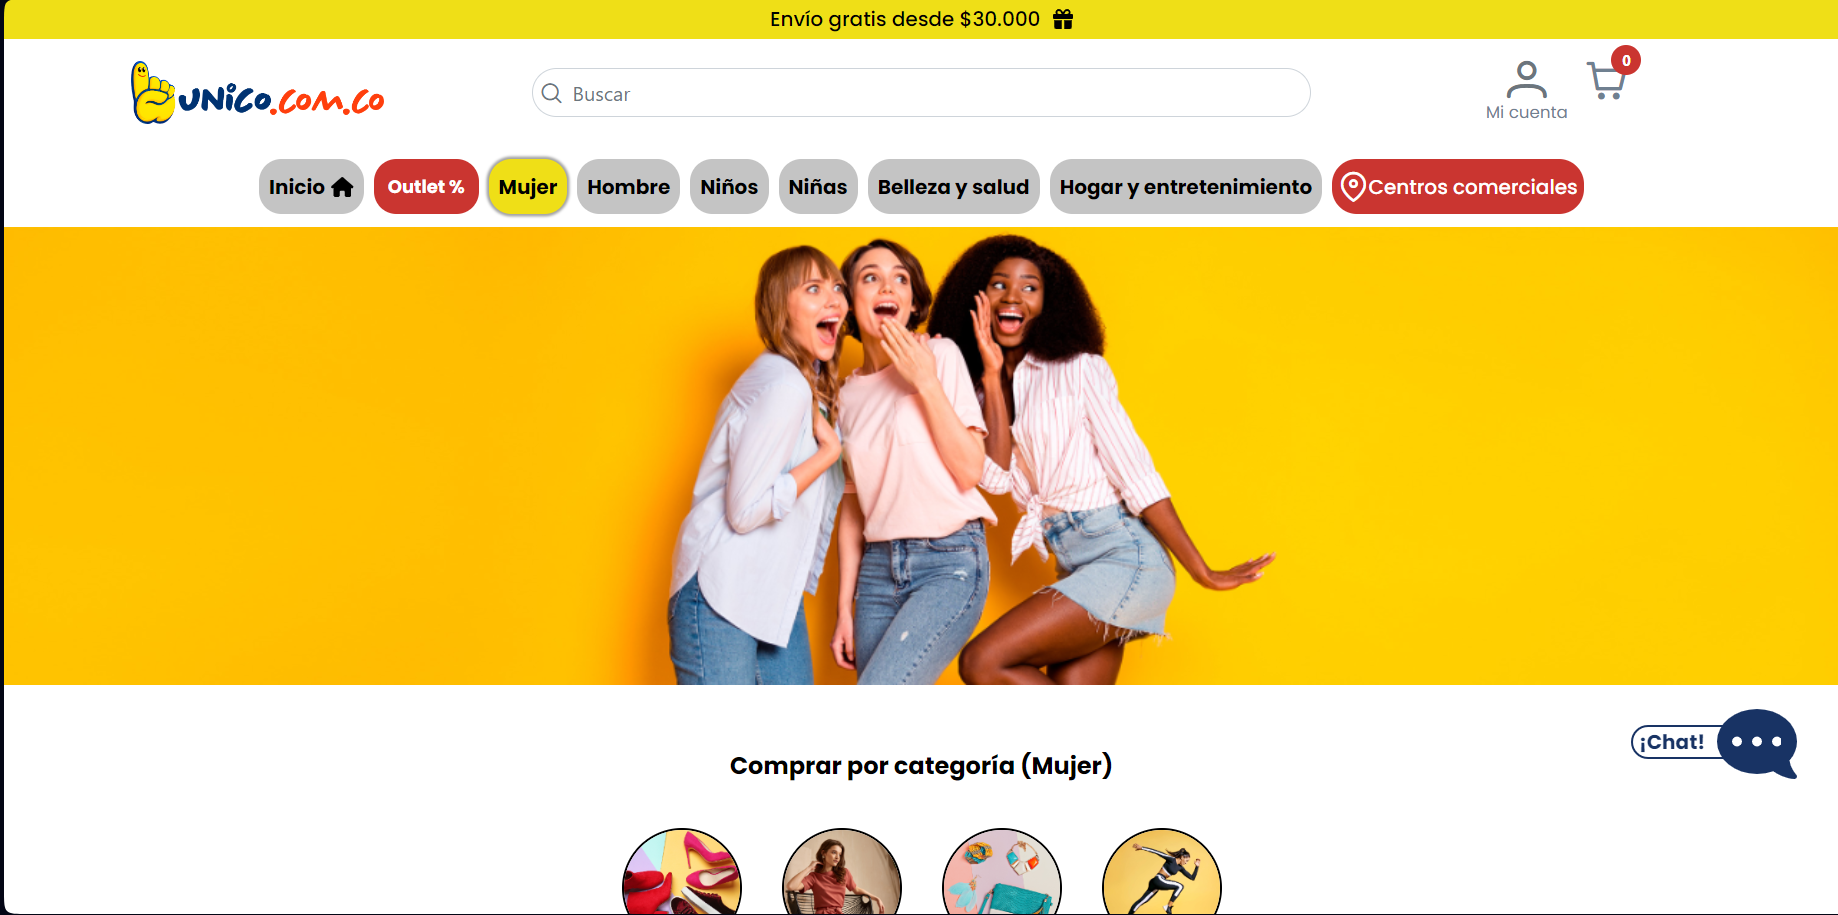 Envío gratis desde $30.000
UNiCO.COM.CO
Buscar
0
Mi cuenta
Inicio
Outlet %
Mujer
Hombre
Niños
Niñas
Belleza y salud
Hogar y entretenimiento
Centros comerciales
¡Chat!
Comprar por categoría (Mujer)